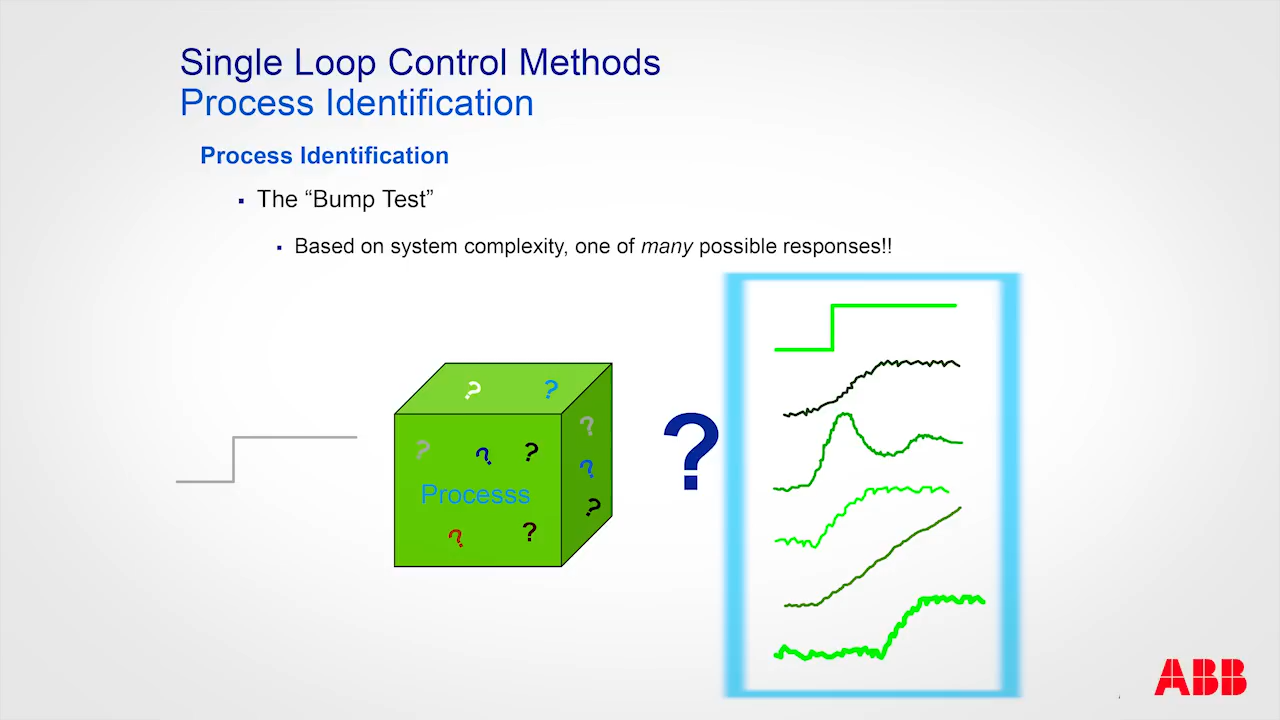 Single Loop Control Methods
Process Identification
Process Identification
▪ The “Bump Test”
▪ Based on system complexity, one of many possible responses!!
? ?
? ? ? ?
? ?
Processs
? ? ?
?
ABB